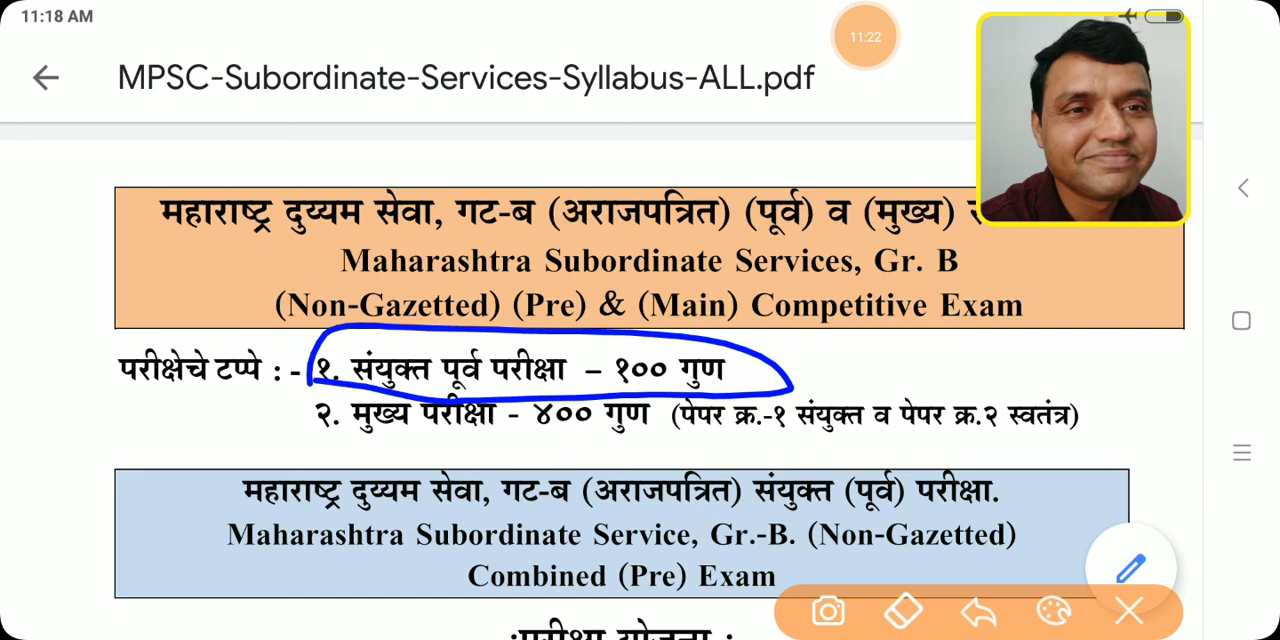 11:18 AM
11:22
MPSC-Subordinate-Services-Syllabus-ALL.pdf
महाराष्ट्र दुय्यम सेवा, गट-ब (अराजपत्रित) (पूर्व) व (मुख्य)
Maharashtra Subordinate Services, Gr. B
(Non-Gazetted) (Pre) & (Main) Competitive Exam
परीक्षेचे टप्पे : - १. संयुक्त पूर्व परीक्षा – १०० गुण
२. मुख्य परीक्षा - ४०० गुण (पेपर क्र.-१ संयुक्त व पेपर क्र.२ स्वतंत्र)
महाराष्ट्र दुय्यम सेवा, गट-ब (अराजपत्रित) संयुक्त (पूर्व) परीक्षा.
Maharashtra Subordinate Service, Gr.-B. (Non-Gazetted)
Combined (Pre) Exam
:परीक्षा योजना :